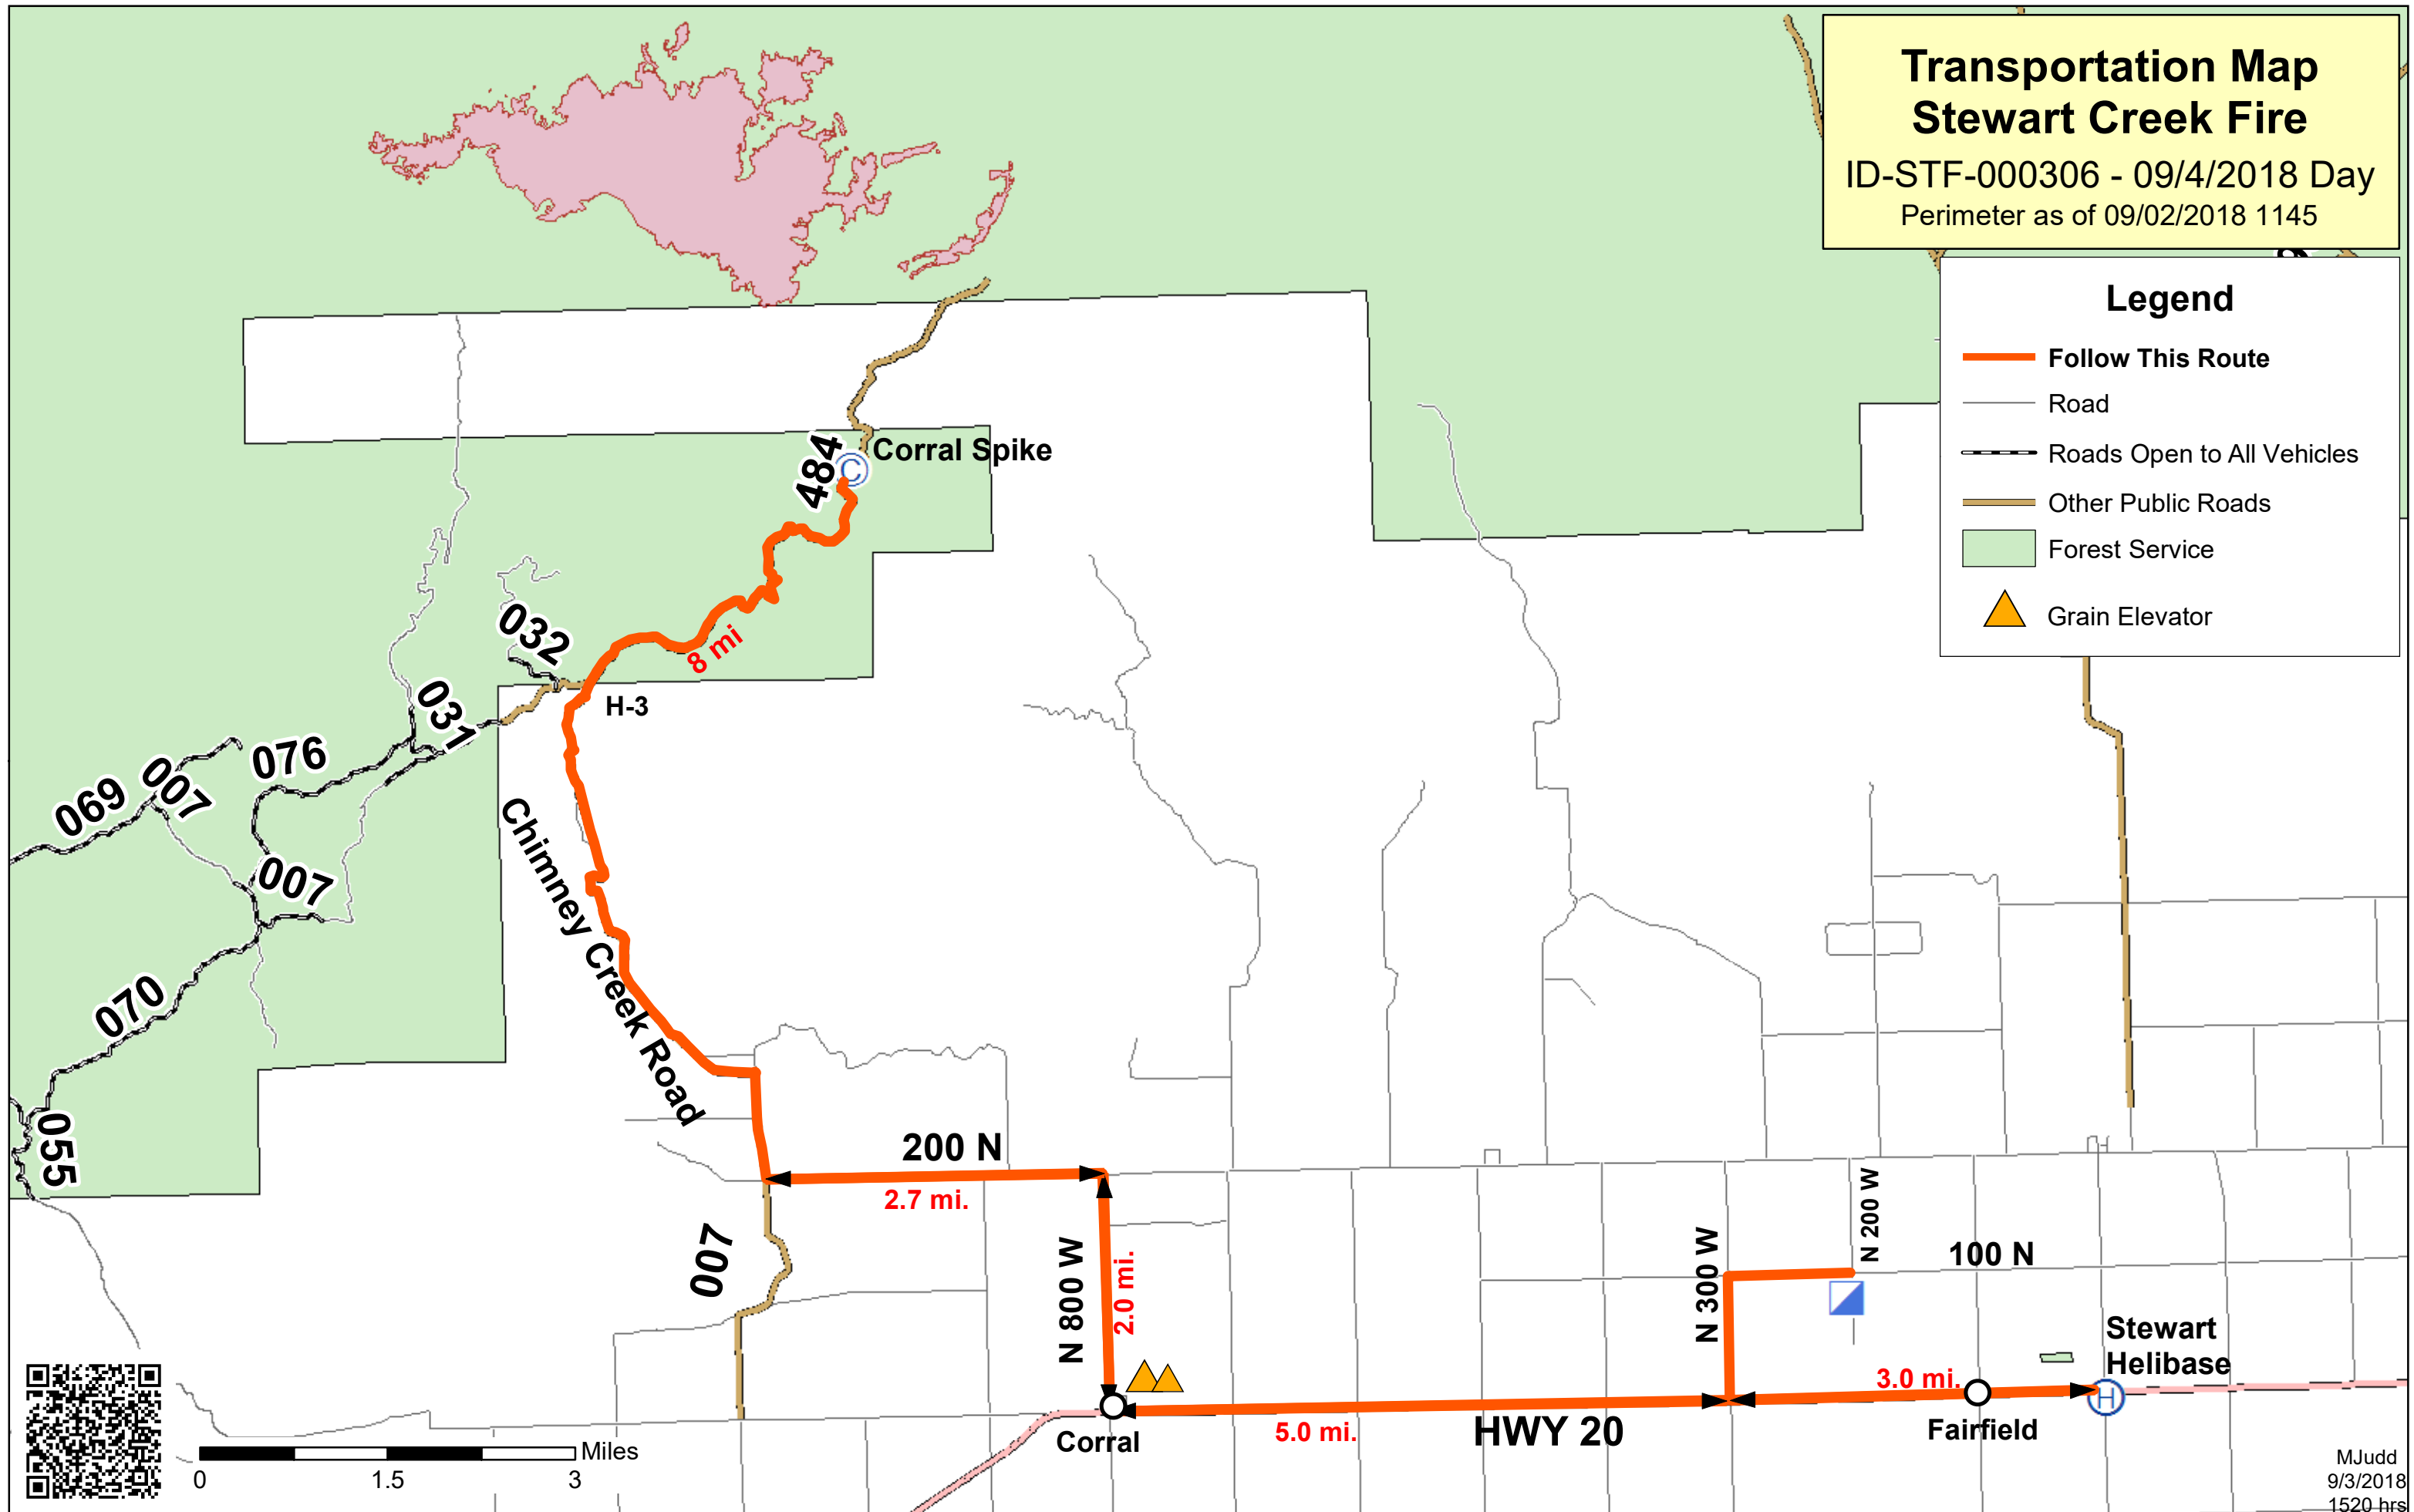 Transportation Map
Stewart Creek Fire
ID-STF-000306 - 09/4/2018 Day
Perimeter as of 09/02/2018 1145
Legend
Follow This Route
Road
Roads Open to All Vehicles
Other Public Roads
Forest Service
Grain Elevator
484
C
Corral Spike
032
8 mi
H-3
031
076
007
069
007
Chimney Creek Road
070
055
200 N
2.7 mi.
007
N 800 W
2.0 mi.
N 300 W
N 200 W
100 N
Stewart
Helibase
H
3.0 mi.
Fairfield
5.0 mi.
HWY 20
Corral
Miles
0
1.5
3
MJudd
9/3/2018
1520 hrs